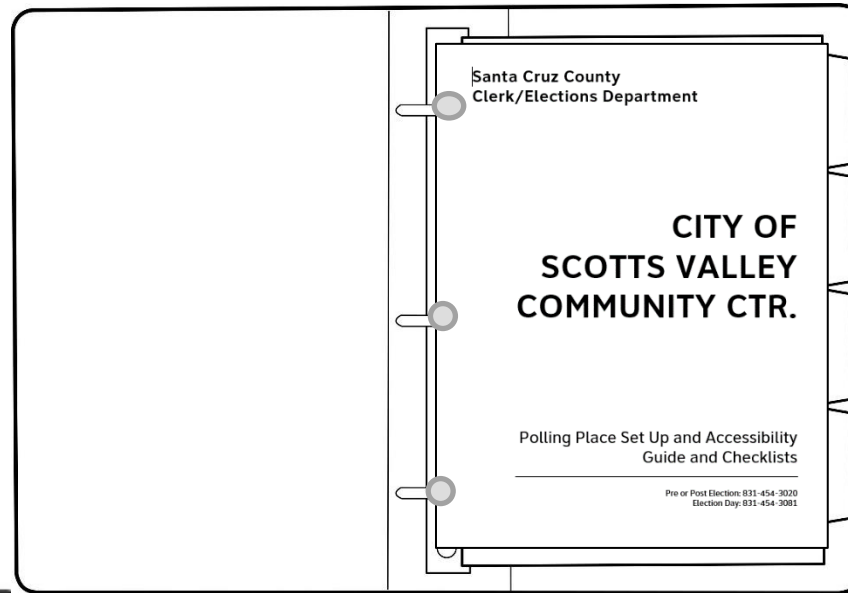 Santa Cruz County
Clerk/Elections Department
CITY OF
SCOTTS VALLEY
COMMUNITY CTR.
Polling Place Set Up and Accessibility
Guide and Checklists
Pre or Post Election: 831-454-3020
Election Day: 831-454-3081